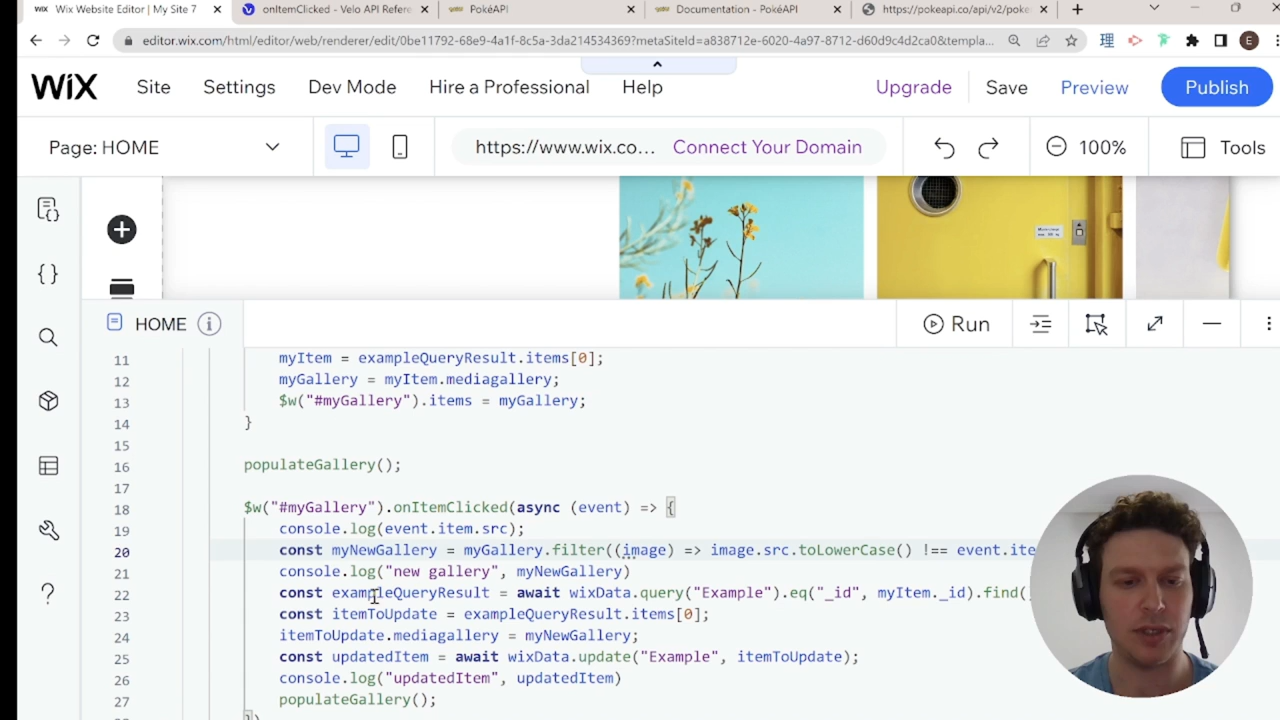 Wix Website Editor | My Site 7
onItemClicked - Velo API Refere
PokéAPI
Documentation - PokéAPI
https://pokeapi.co/api/v2/poke
editor.wix.com/html/editor/web/renderer/edit/0be11792-68e9-4a1f-8c5a-3da214534369?metaSiteId=a838712e-6020-4a97-8712-d60d9c4d2ca0&templa...
理
E
WiX
Site
Settings
Dev Mode
Hire a Professional
Help
Upgrade
Save
Preview
Publish
Page: HOME
https://www.wix.co...
Connect Your Domain
100%
Tools
HOME
Run
11 myItem = exampleQueryResult.items[0];
12 myGallery = myItem.mediagallery;
13 $w("#myGallery").items = myGallery;
14 }
15
16 populateGallery();
17
18 $w("#myGallery").onItemClicked(async (event) => {
19 console.log(event.item.src);
20 const myNewGallery = myGallery.filter((image) => image.src.toLowerCase() !== event.ite
21 console.log("new gallery", myNewGallery)
22 const exampleQueryResult = await wixData.query("Example").eq("_id", myItem._id).find(
23 const itemToUpdate = exampleQueryResult.items[0];
24 itemToUpdate.mediagallery = myNewGallery;
25 const updatedItem = await wixData.update("Example", itemToUpdate);
26 console.log("updatedItem", updatedItem)
27 populateGallery();